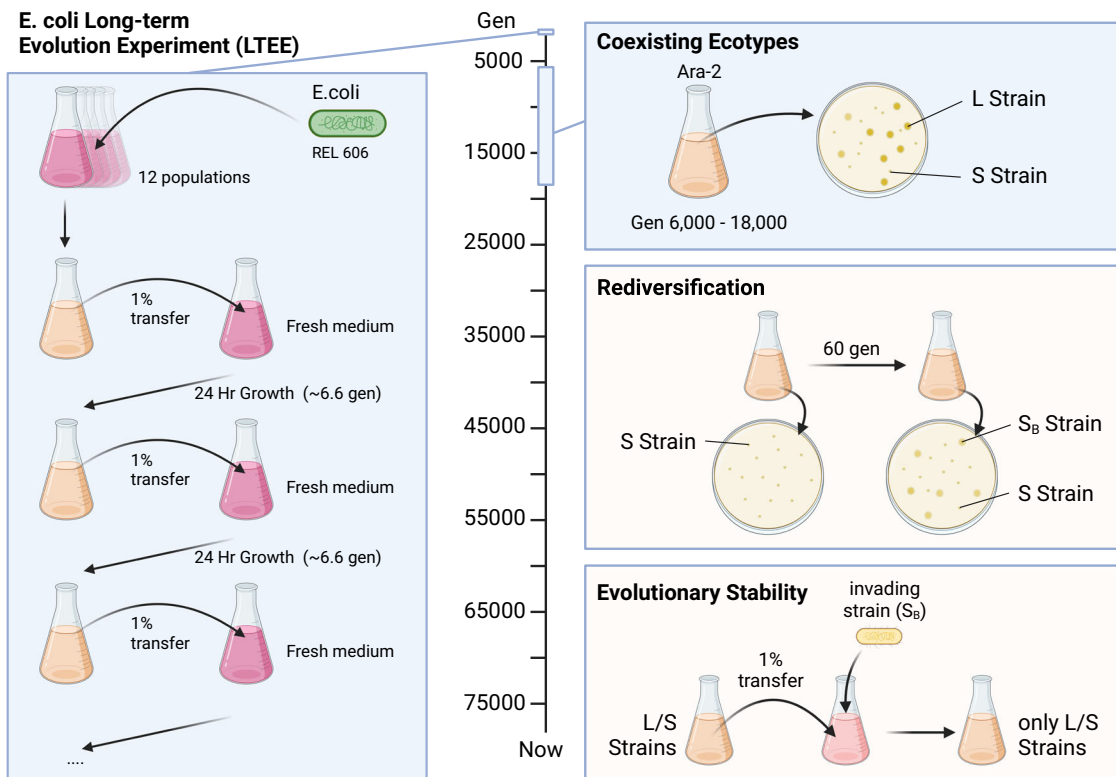 E. coli Long-term
Evolution Experiment (LTEE)
E.coli
REL 606
12 populations
1%
transfer
Fresh medium
24 Hr Growth (~6.6 gen)
1%
transfer
Fresh medium
24 Hr Growth (~6.6 gen)
1%
transfer
Fresh medium
....
Gen
5000
15000
25000
35000
45000
55000
65000
75000
Now
Coexisting Ecotypes
Ara-2
L Strain
S Strain
Gen 6,000 - 18,000
Rediversification
60 gen
S Strain
S_B Strain
S Strain
Evolutionary Stability
invading
strain (S_B)
1%
transfer
L/S
Strains
only L/S
Strains